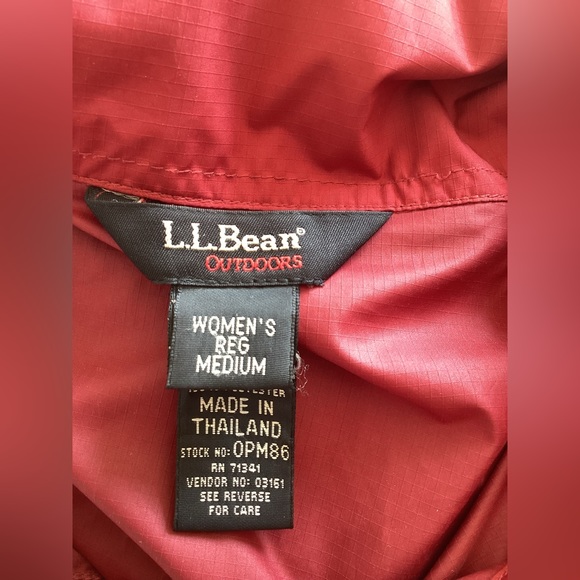 L.L.Bean®
OUTDOORS
WOMEN'S
REG
MEDIUM
MADE IN
THAILAND
STOCK NO: OPM86
RN 71341
VENDOR NO: 03161
SEE REVERSE
FOR CARE